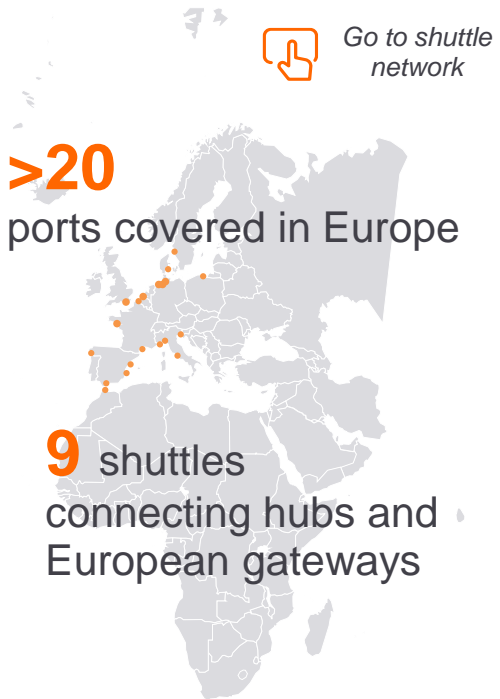 Go to shuttle
network
>20
ports covered in Europe
9 shuttles
connecting hubs and
European gateways